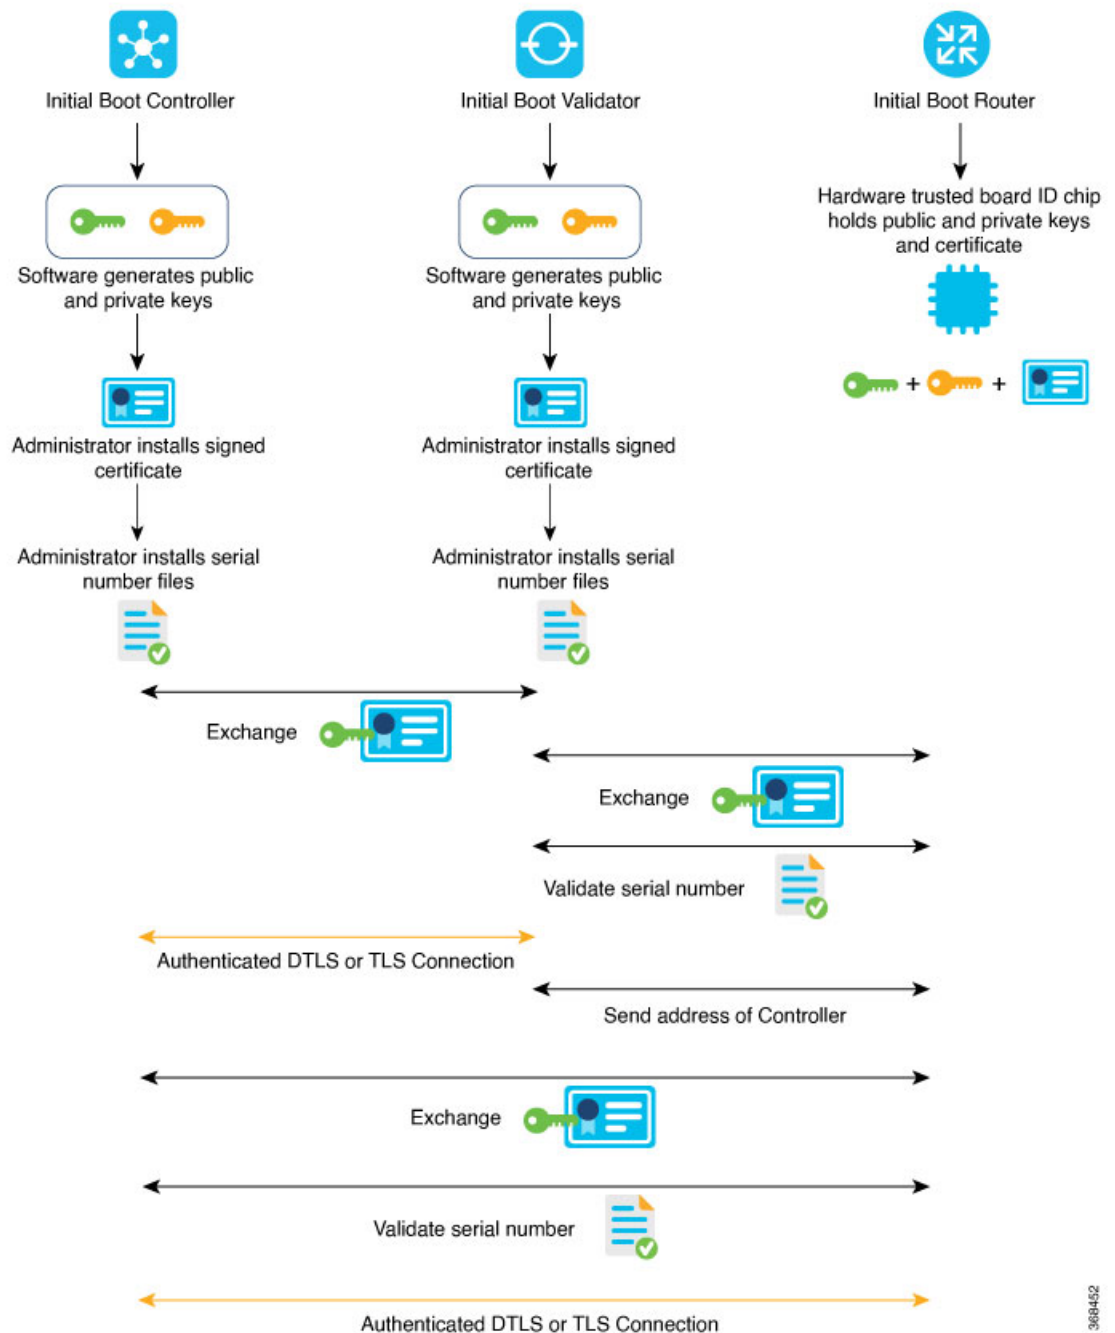 Initial Boot Controller
Initial Boot Validator
Initial Boot Router
Hardware trusted board ID chip
holds public and private keys
and certificate
Software generates public
and private keys
Software generates public
and private keys
+
+
Administrator installs signed
certificate
Administrator installs signed
certificate
Administrator installs serial
number files
Administrator installs serial
number files
Exchange
Exchange
Validate serial number
Authenticated DTLS or TLS Connection
Send address of Controller
Exchange
Validate serial number
Authenticated DTLS or TLS Connection
368452